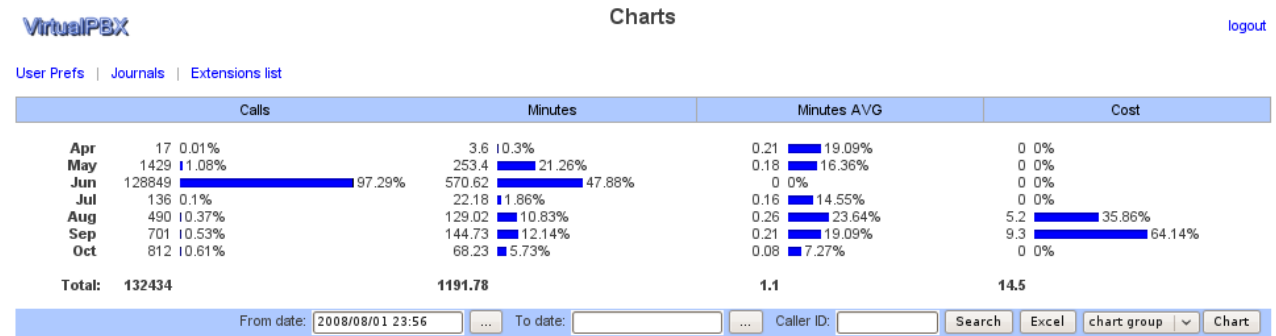 VirtualPBX
Charts
logout
User Prefs | Journals | Extensions list
Calls Minutes Minutes AVG Cost
Apr 17 0.01% 3.6 0.3% 0.21 19.09% 0 0%
May 1429 1.08% 253.4 21.26% 0.18 16.36% 0 0%
Jun 128849 97.29% 570.62 47.88% 0 0% 0 0%
Jul 136 0.1% 22.18 1.86% 0.16 14.55% 0 0%
Aug 490 0.37% 129.02 10.83% 0.26 23.64% 5.2 35.86%
Sep 701 0.53% 144.73 12.14% 0.21 19.09% 9.3 64.14%
Oct 812 0.61% 68.23 5.73% 0.08 7.27% 0 0%
Total: 132434 1191.78 1.1 14.5
From date: 2008/08/01 23:56 ... To date: ... Caller ID: Search Excel chart group Chart